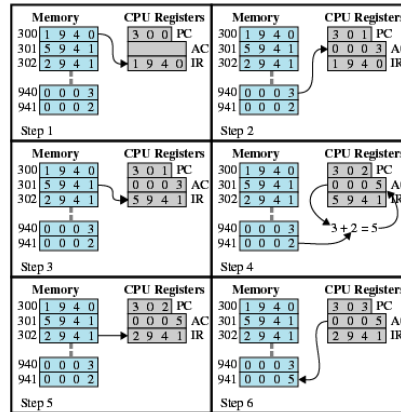 Memory CPU Registers
300 1 9 4 0 3 0 0 PC
301 5 9 4 1 AC
302 2 9 4 1 1 9 4 0 IR
940 0 0 0 3
941 0 0 0 2
Step 1
Memory CPU Registers
300 1 9 4 0 3 0 1 PC
301 5 9 4 1 0 0 0 3 AC
302 2 9 4 1 1 9 4 0 IR
940 0 0 0 3
941 0 0 0 2
Step 2
Memory CPU Registers
300 1 9 4 0 3 0 1 PC
301 5 9 4 1 0 0 0 3 AC
302 2 9 4 1 5 9 4 1 IR
940 0 0 0 3
941 0 0 0 2
Step 3
Memory CPU Registers
300 1 9 4 0 3 0 2 PC
301 5 9 4 1 0 0 0 5 AC
302 2 9 4 1 5 9 4 1 IR
940 0 0 0 3 3 + 2 = 5
941 0 0 0 2
Step 4
Memory CPU Registers
300 1 9 4 0 3 0 2 PC
301 5 9 4 1 0 0 0 5 AC
302 2 9 4 1 2 9 4 1 IR
940 0 0 0 3
941 0 0 0 2
Step 5
Memory CPU Registers
300 1 9 4 0 3 0 3 PC
301 5 9 4 1 0 0 0 5 AC
302 2 9 4 1 2 9 4 1 IR
940 0 0 0 3
941 0 0 0 5
Step 6